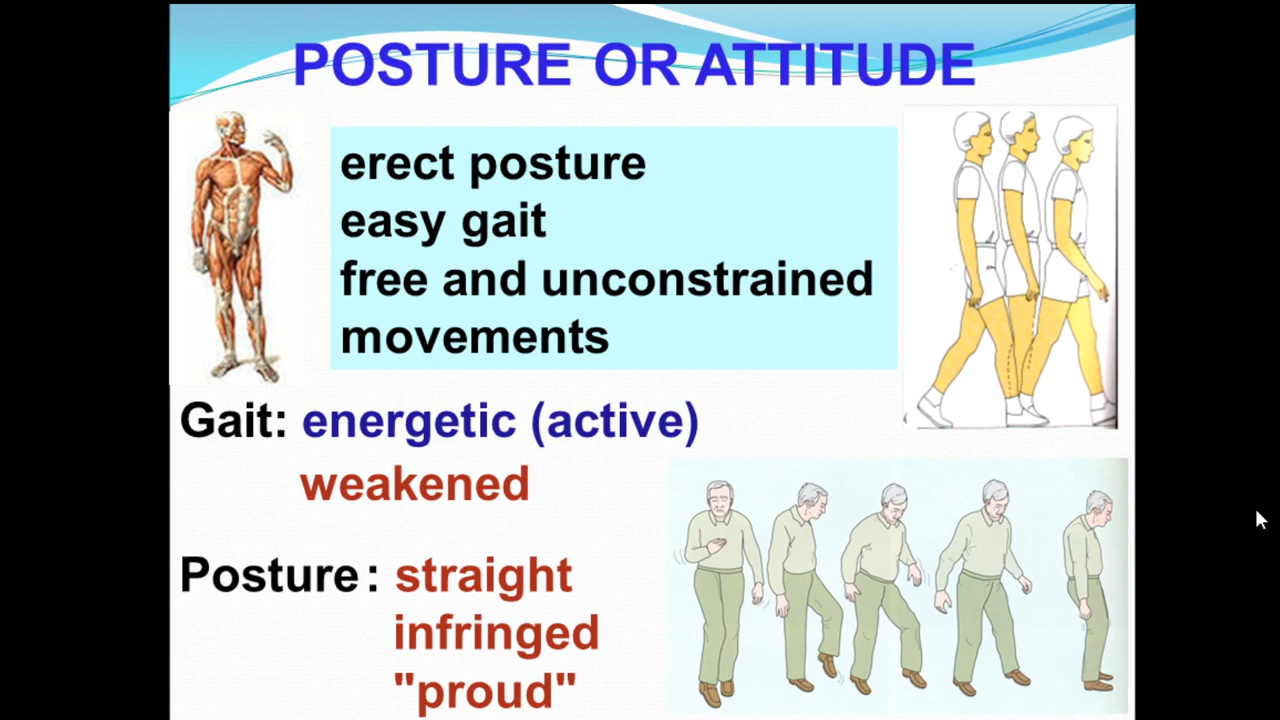 POSTURE OR ATTITUDE
erect posture
easy gait
free and unconstrained
movements
Gait: energetic (active)
weakened
Posture : straight
infringed
"proud"